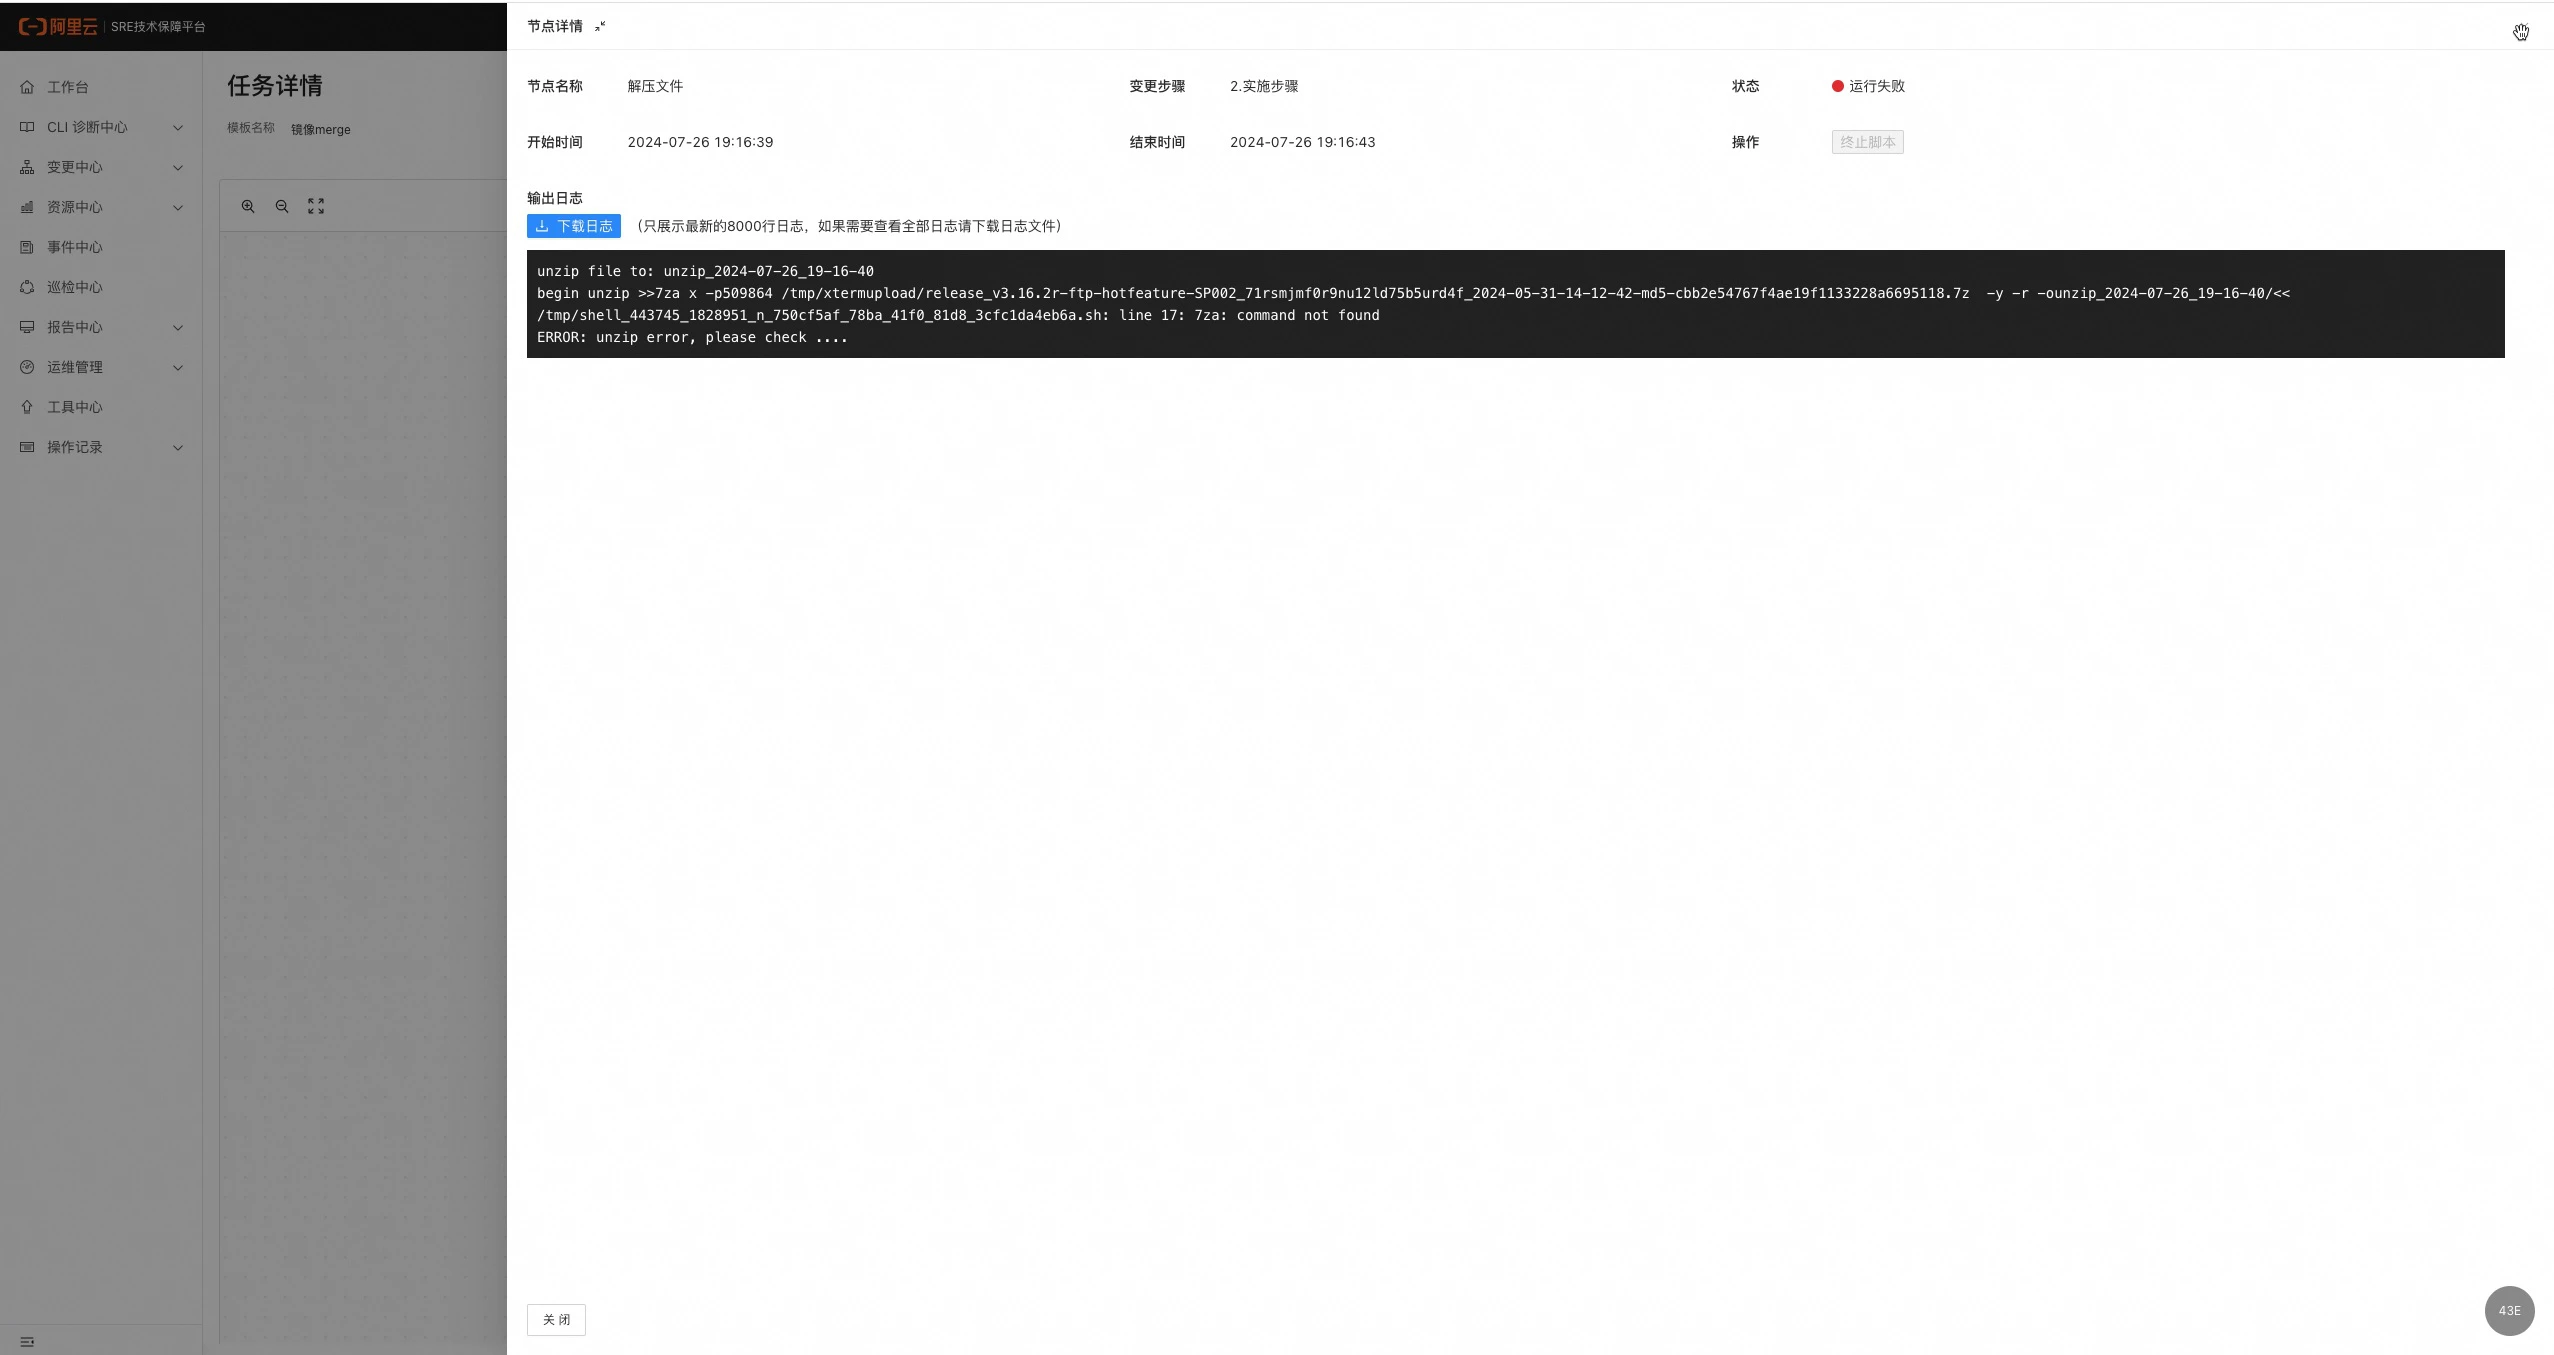 阿里云 | SRE技术保障平台
工作台
CLI 诊断中心
变更中心
资源中心
事件中心
巡检中心
报告中心
运维管理
工具中心
操作记录
任务详情
模板名称 镜像merge
节点详情
节点名称 解压文件 变更步骤 2.实施步骤 状态 运行失败
开始时间 2024-07-26 19:16:39 结束时间 2024-07-26 19:16:43 操作 终止脚本
输出日志
下载日志 (只展示最新的8000行日志，如果需要查看全部日志请下载日志文件)
unzip file to: unzip_2024-07-26_19-16-40
begin unzip >>7za x -p509864 /tmp/xtermupload/release_v3.16.2r-ftp-hotfeature-SP002_71rsmjmf0r9nu12ld75b5urd4f_2024-05-31-14-12-42-md5-cbb2e54767f4ae19f1133228a6695118.7z  -y -r -ounzip_2024-07-26_19-16-40/<<
/tmp/shell_443745_1828951_n_750cf5af_78ba_41f0_81d8_3cfc1da4eb6a.sh: line 17: 7za: command not found
ERROR: unzip error, please check ....
关 闭
43E